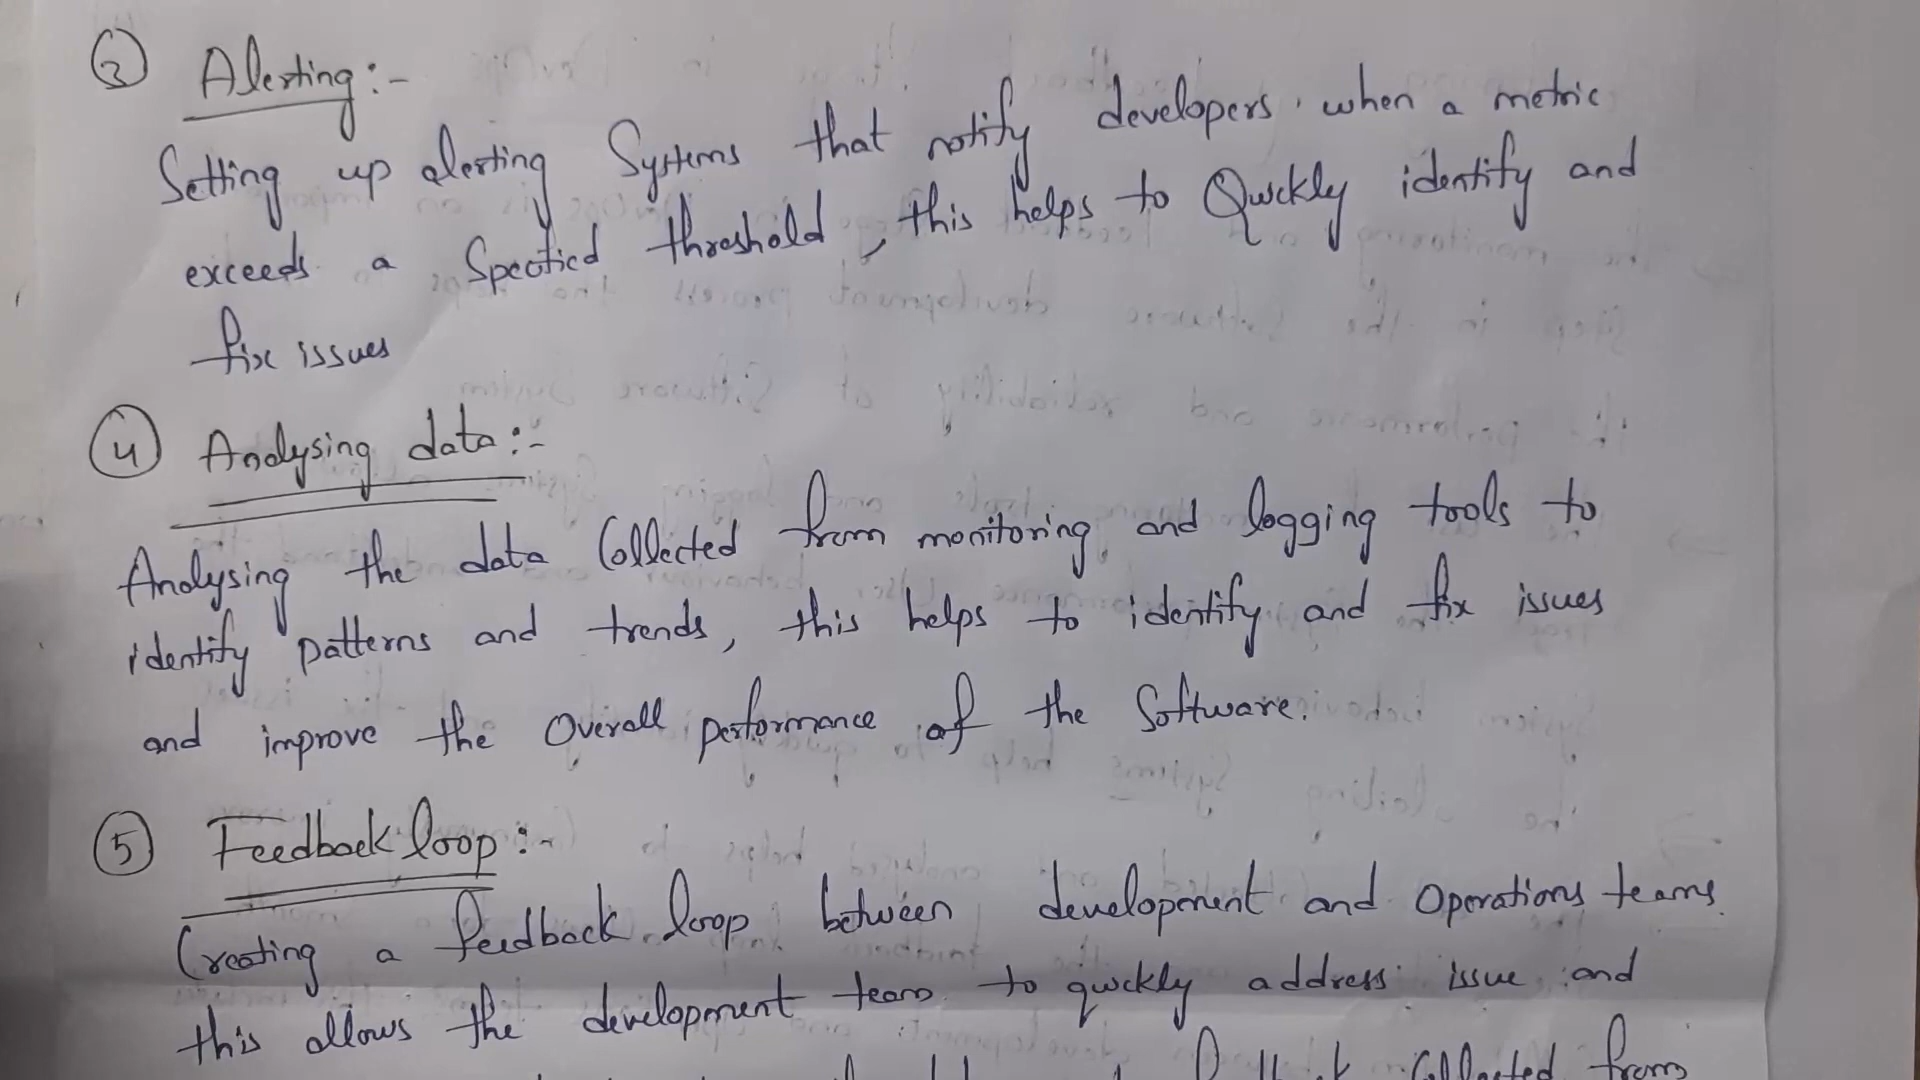 ③ Alerting:-
Setting up alerting Systems that notify developers when a metric
exceeds a Specified threshold, this helps to Quickly identify and
fix issues
④ Analysing data:-
Analysing the data Collected from monitoring and logging tools to
identify patterns and trends, this helps to identify and fix issues
and improve the Overall performance of the Software.
⑤ Feedback loop:-
Creating a feedback loop between development and Operations teams
this allows the development team to quickly address issue and
Collected from